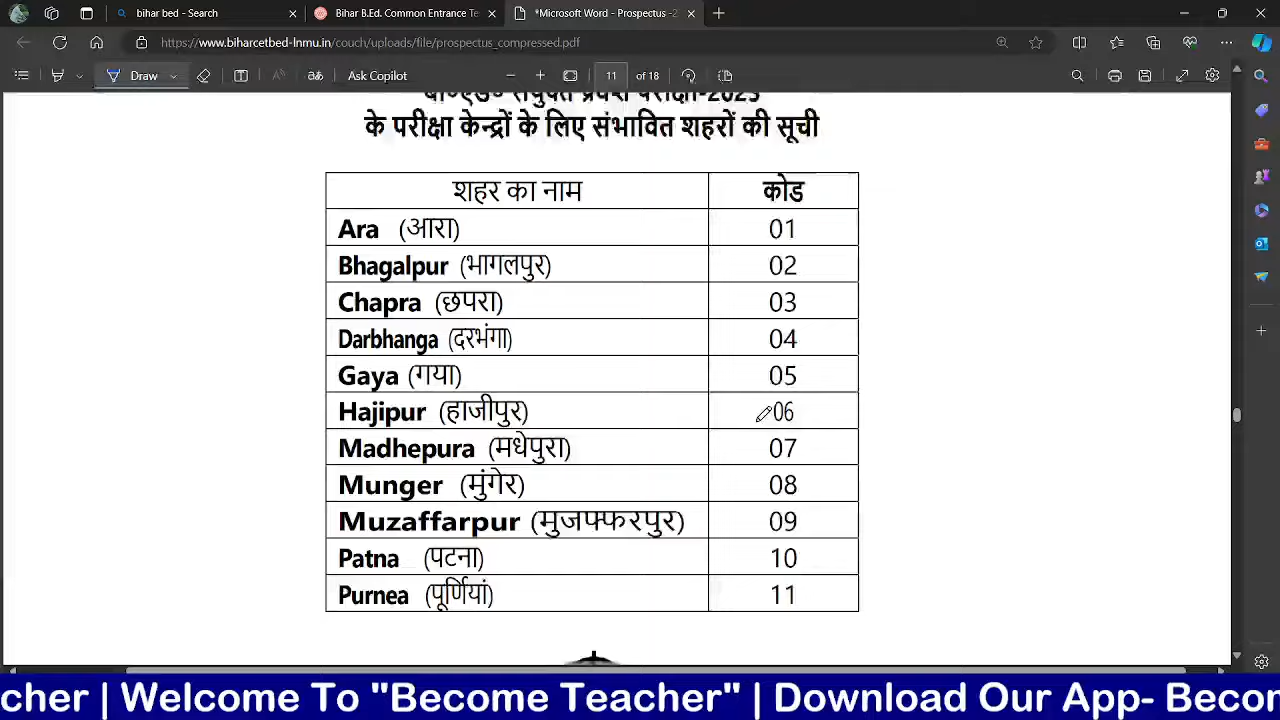 bihar bed - Search
Bihar B.Ed. Common Entrance Te
*Microsoft Word - Prospectus -2
https://www.biharcetbed-lnmu.in/couch/uploads/file/prospectus_compressed.pdf
Draw
Ask Copilot
11 of 18
के परीक्षा केन्द्रों के लिए संभावित शहरों की सूची
शहर का नाम कोड
Ara (आरा) 01
Bhagalpur (भागलपुर) 02
Chapra (छपरा) 03
Darbhanga (दरभंगा) 04
Gaya (गया) 05
Hajipur (हाजीपुर) 06
Madhepura (मधेपुरा) 07
Munger (मुंगेर) 08
Muzaffarpur (मुजफ्फरपुर) 09
Patna (पटना) 10
Purnea (पूर्णियां) 11
cher | Welcome To "Become Teacher" | Download Our App- Becor